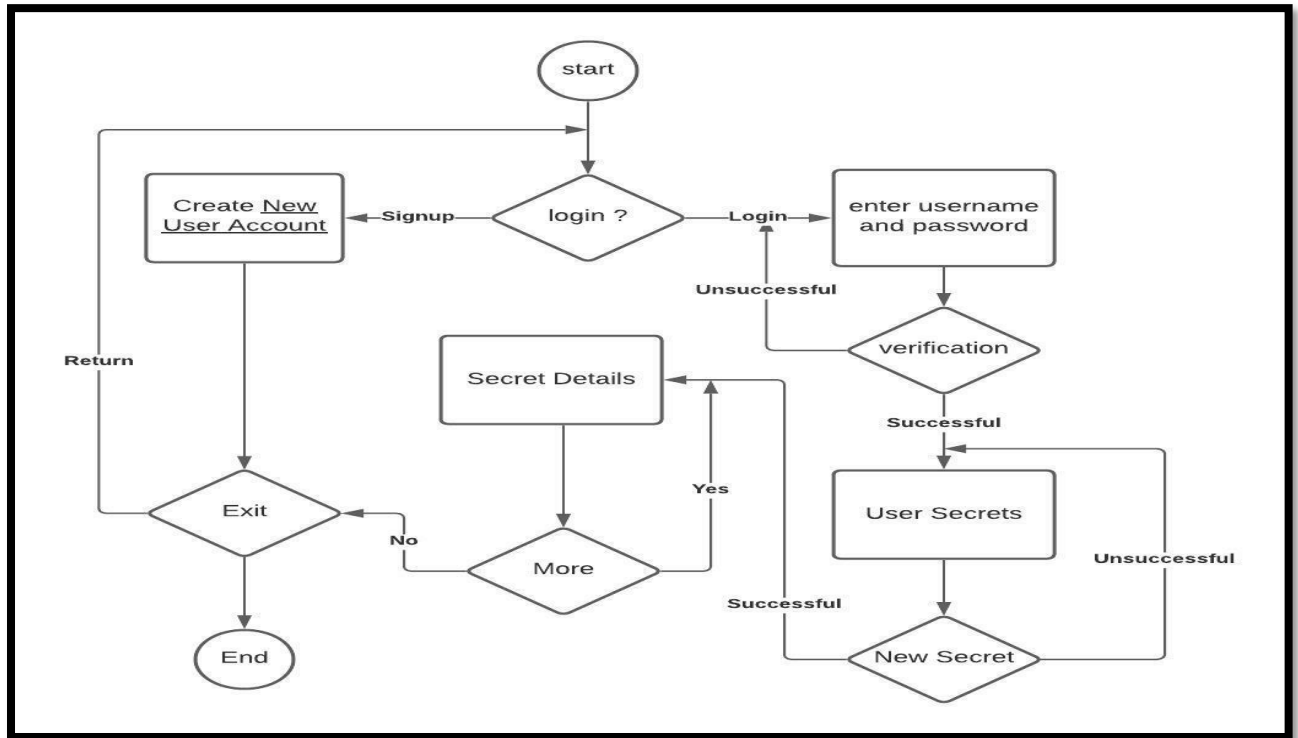 start
Create New
User Account
Signup
login ?
Login
enter username
and password
Unsuccessful
verification
Return
Secret Details
Successful
Yes
User Secrets
Exit
No
More
Unsuccessful
Successful
End
New Secret